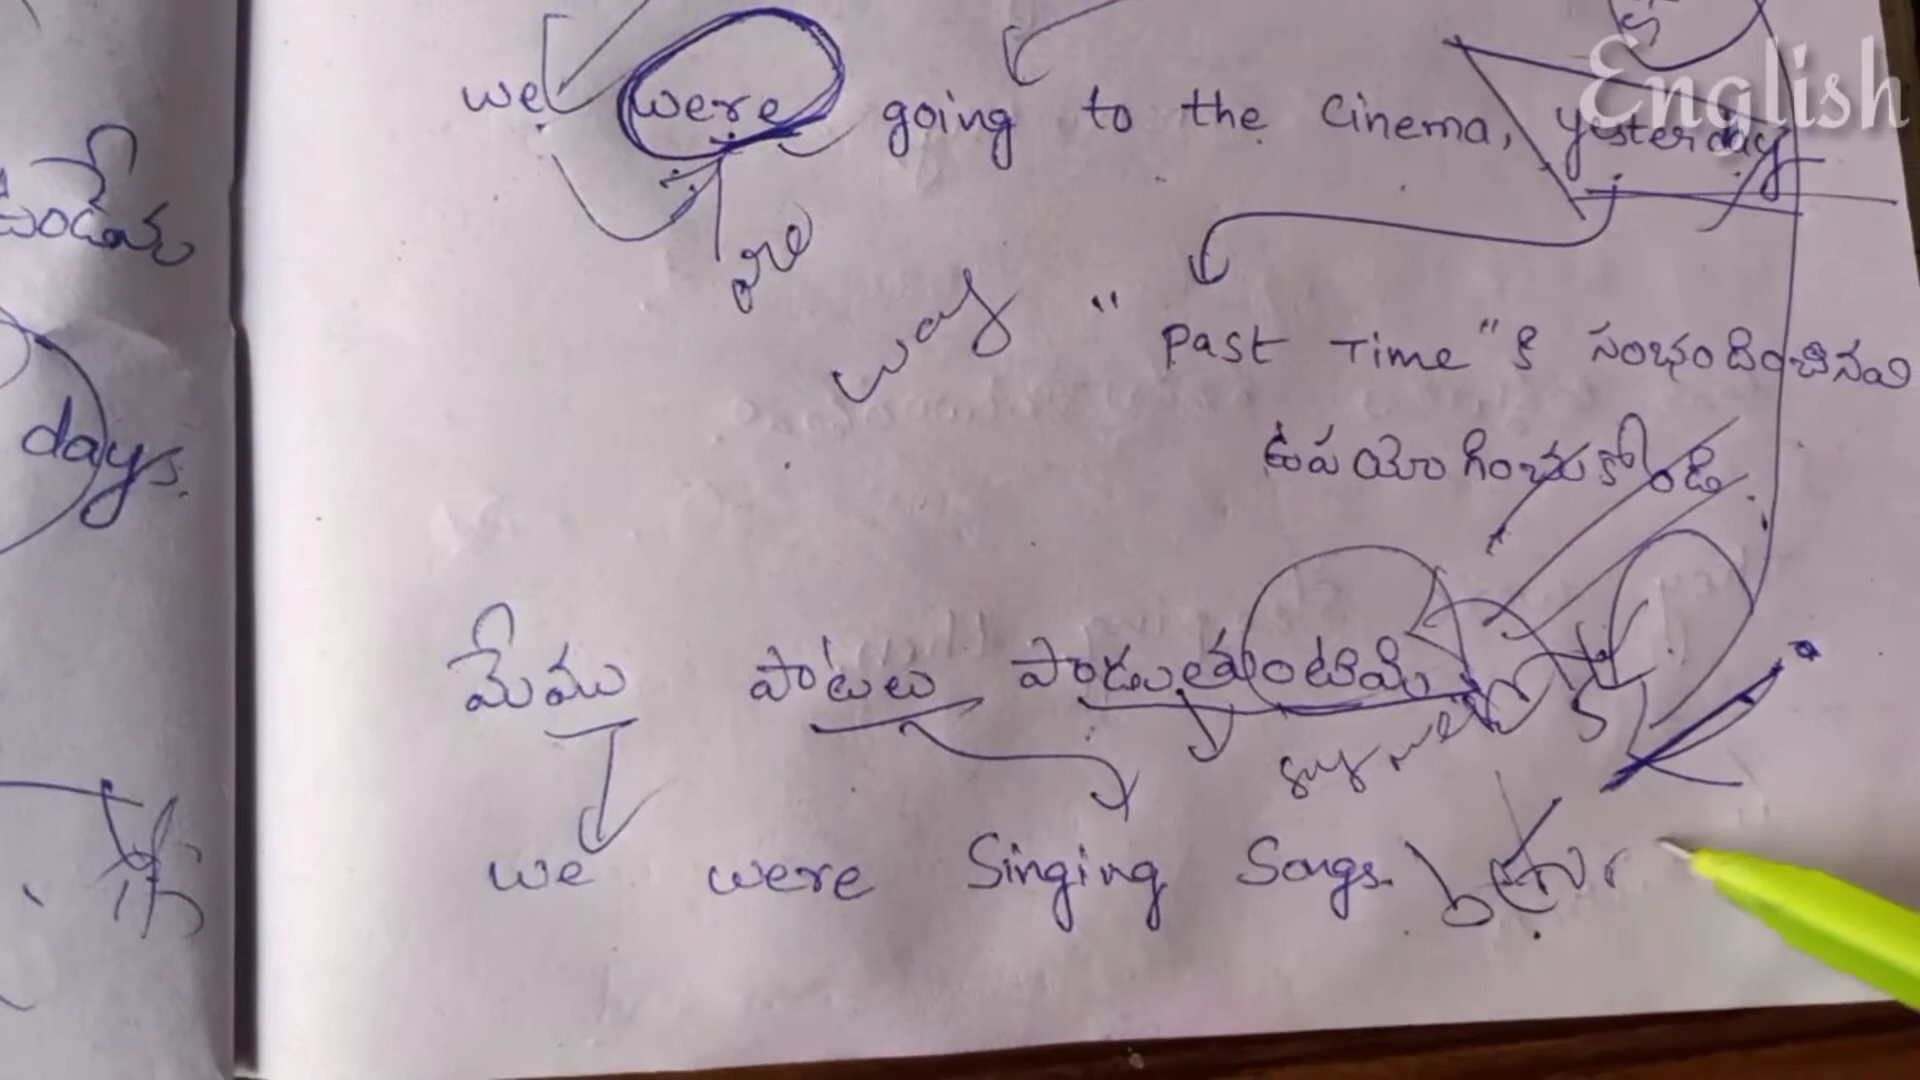 English
we were going to the cinema, yesterday
are
way
"Past Time" కి సంభందించినవి
ఉపయోగించుకోండి.
మేము పాటలు పాడుతుంటిమి
we were Singing Songs.
days.